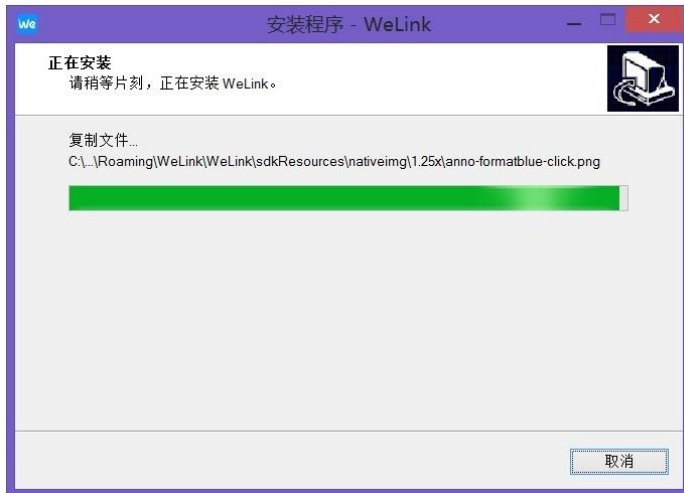 We
安装程序 - WeLink
正在安装
请稍等片刻，正在安装 WeLink。
复制文件...
C:\...\Roaming\WeLink\WeLink\sdkResources\nativeimg\1.25x\anno-formatblue-click.png
取消